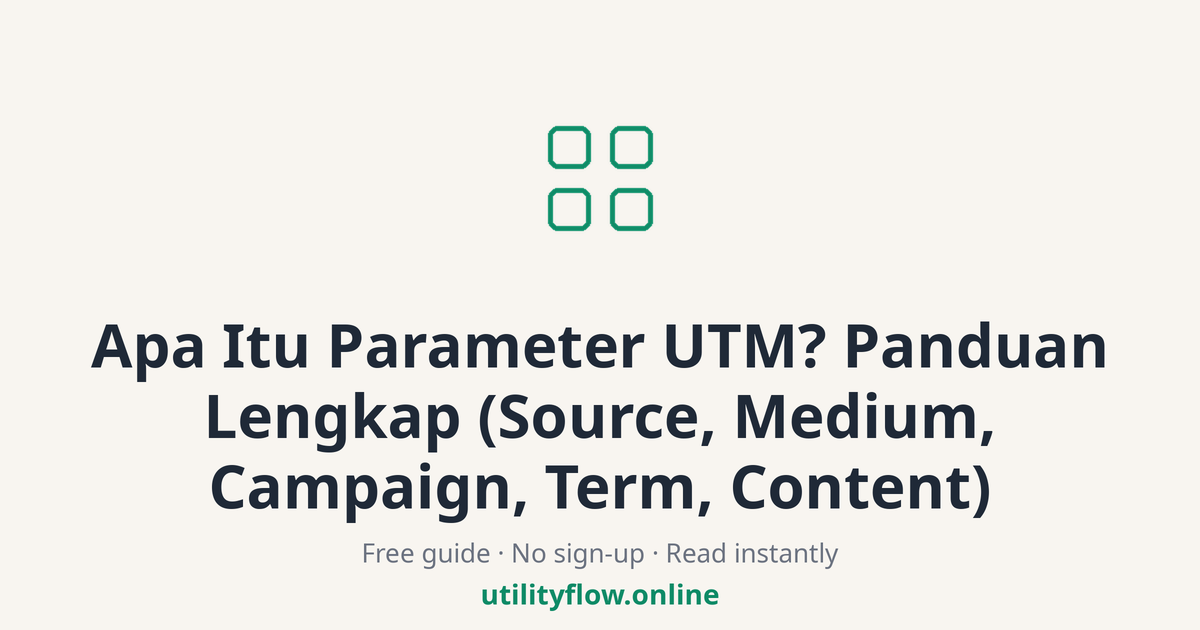 Apa Itu Parameter UTM? Panduan
Lengkap (Source, Medium,
Campaign, Term, Content)
Free guide · No sign-up · Read instantly
utilityflow.online